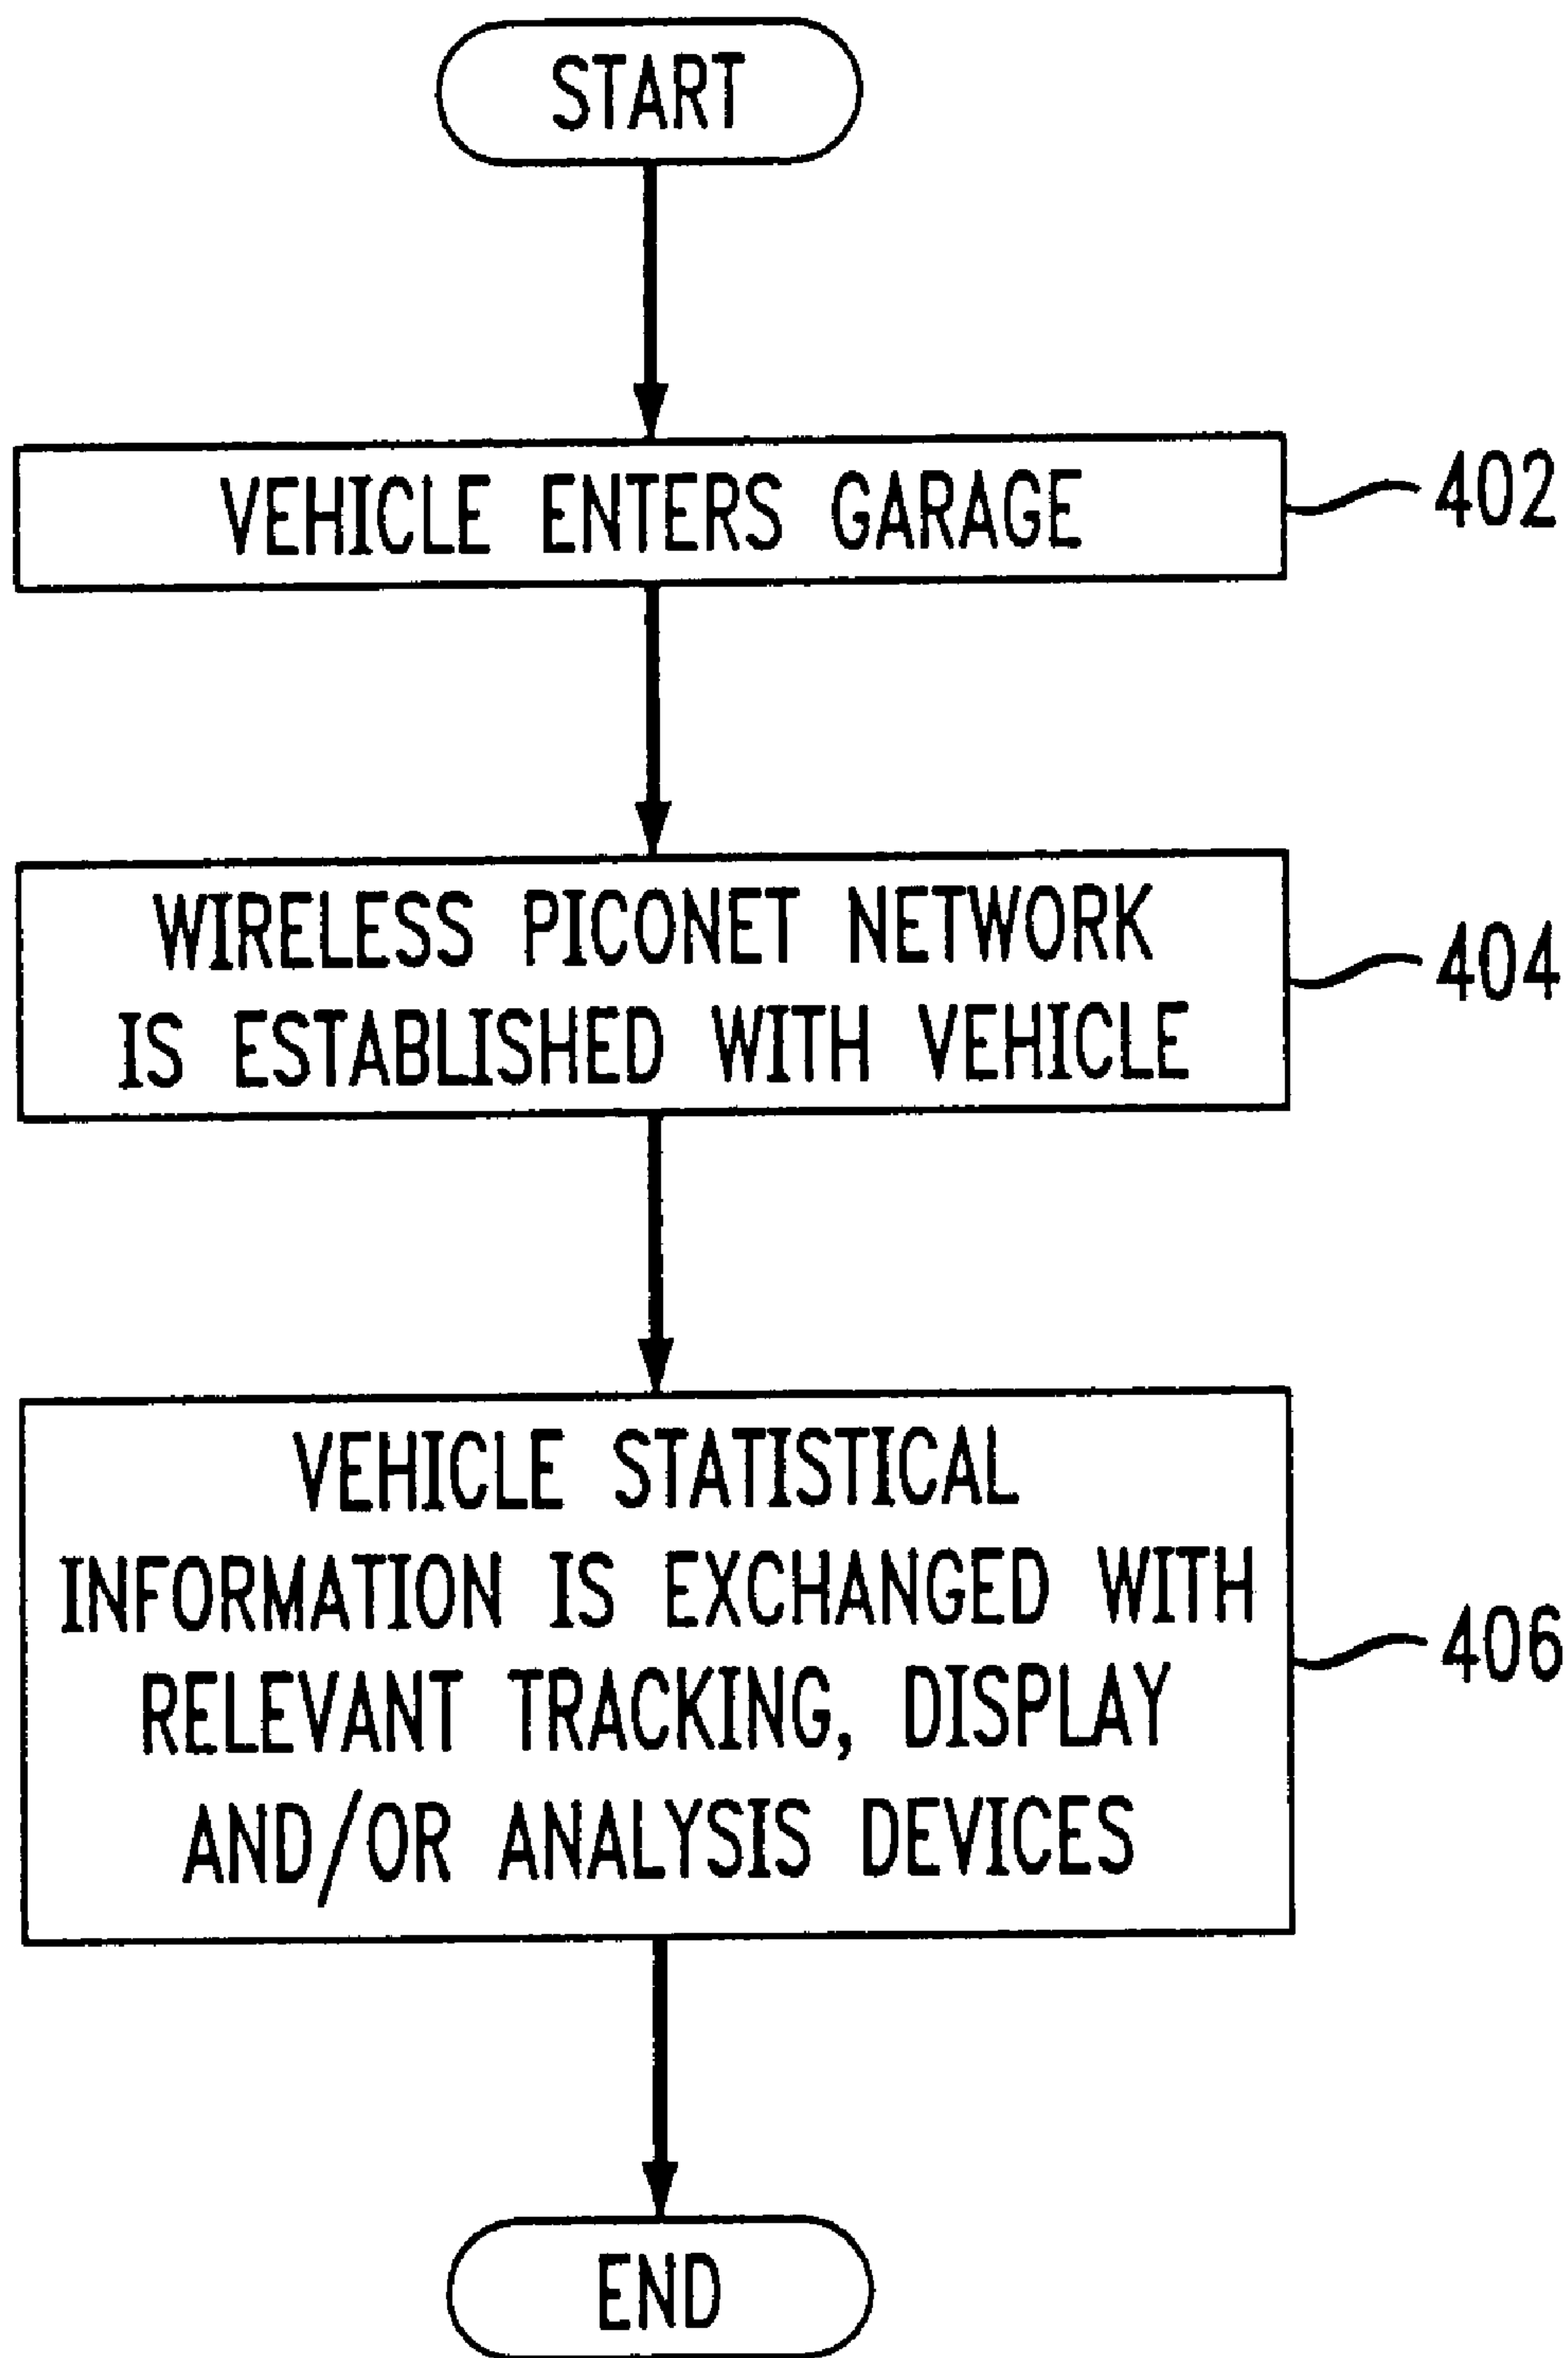 START
VEHICLE ENTERS GARAGE
402
WIRELESS PICONET NETWORK
IS ESTABLISHED WITH VEHICLE
404
VEHICLE STATISTICAL
INFORMATION IS EXCHANGED WITH
RELEVANT TRACKING, DISPLAY
AND/OR ANALYSIS DEVICES
406
END